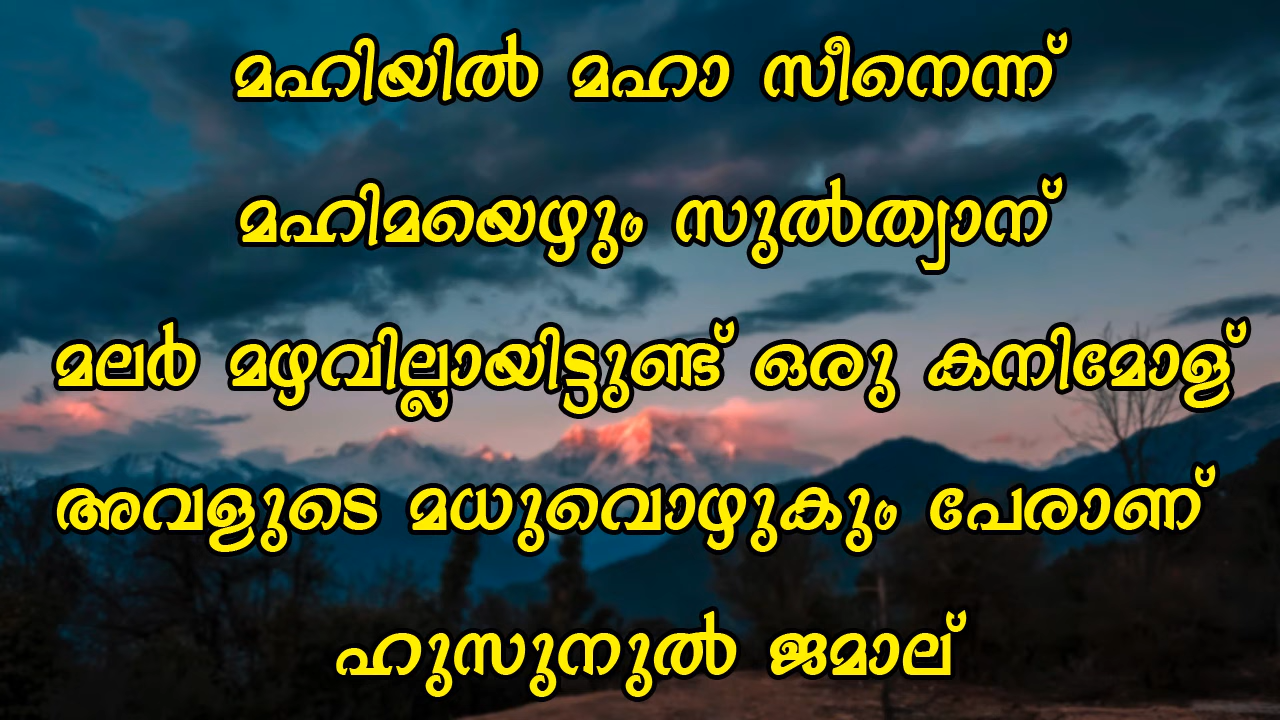 മഹിയിൽ മഹാ സീനെന്ന്
മഹിമയെഴും സുൽത്യാന്
മലർ മഴവില്ലായിട്ടുണ്ട് ഒരു കനിമോള്
അവളുടെ മധുവൊഴുകും പേരാണ്
ഹുസുനുൽ ജമാല്